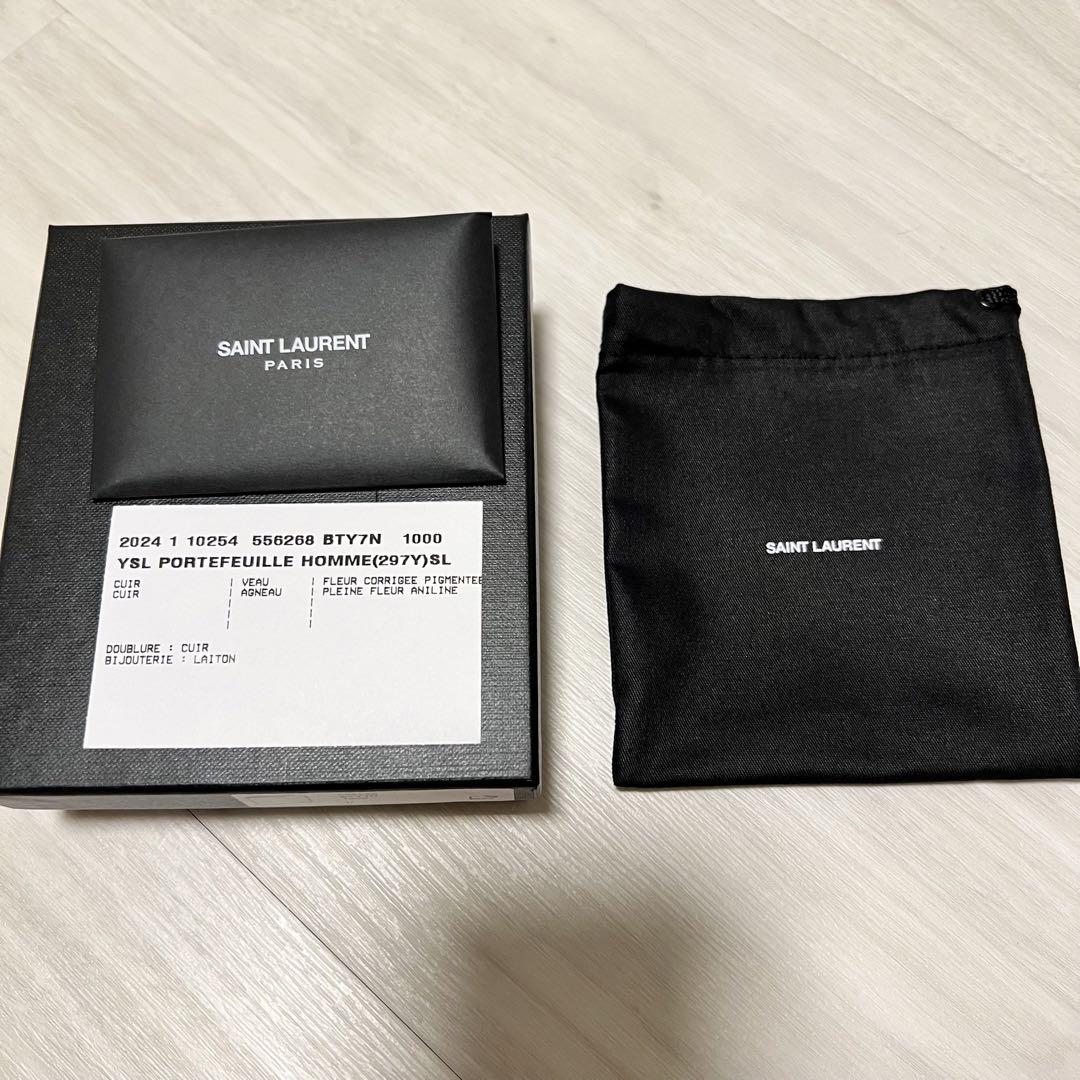 SAINT LAURENT
PARIS
2024 1 10254 556268 BTY7N 1000
YSL PORTEFEUILLE HOMME(297Y)SL
CUIR | VEAU | FLEUR CORRIGEE PIGMENTEE
CUIR | AGNEAU | PLEINE FLEUR ANILINE
DOUBLURE : CUIR
BIJOUTERIE : LAITON
SAINT LAURENT